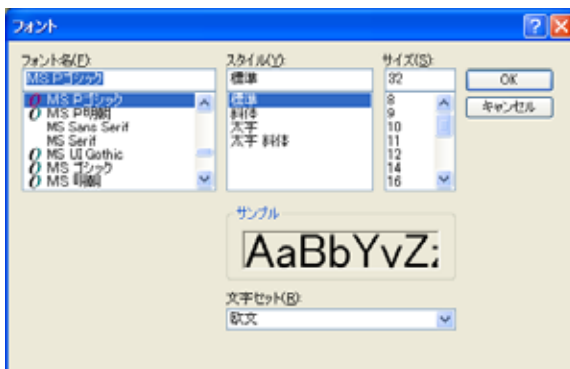 フォント
フォント名(F):
MS Pゴシック
MS Pゴシック
MS P明朝
MS Sans Serif
MS Serif
MS UI Gothic
MS ゴシック
MS 明朝
スタイル(Y):
標準
標準
斜体
太字
太字 斜体
サイズ(S):
32
8
9
10
11
12
14
16
OK
キャンセル
サンプル
AaBbYvZz
文字セット(R):
欧文